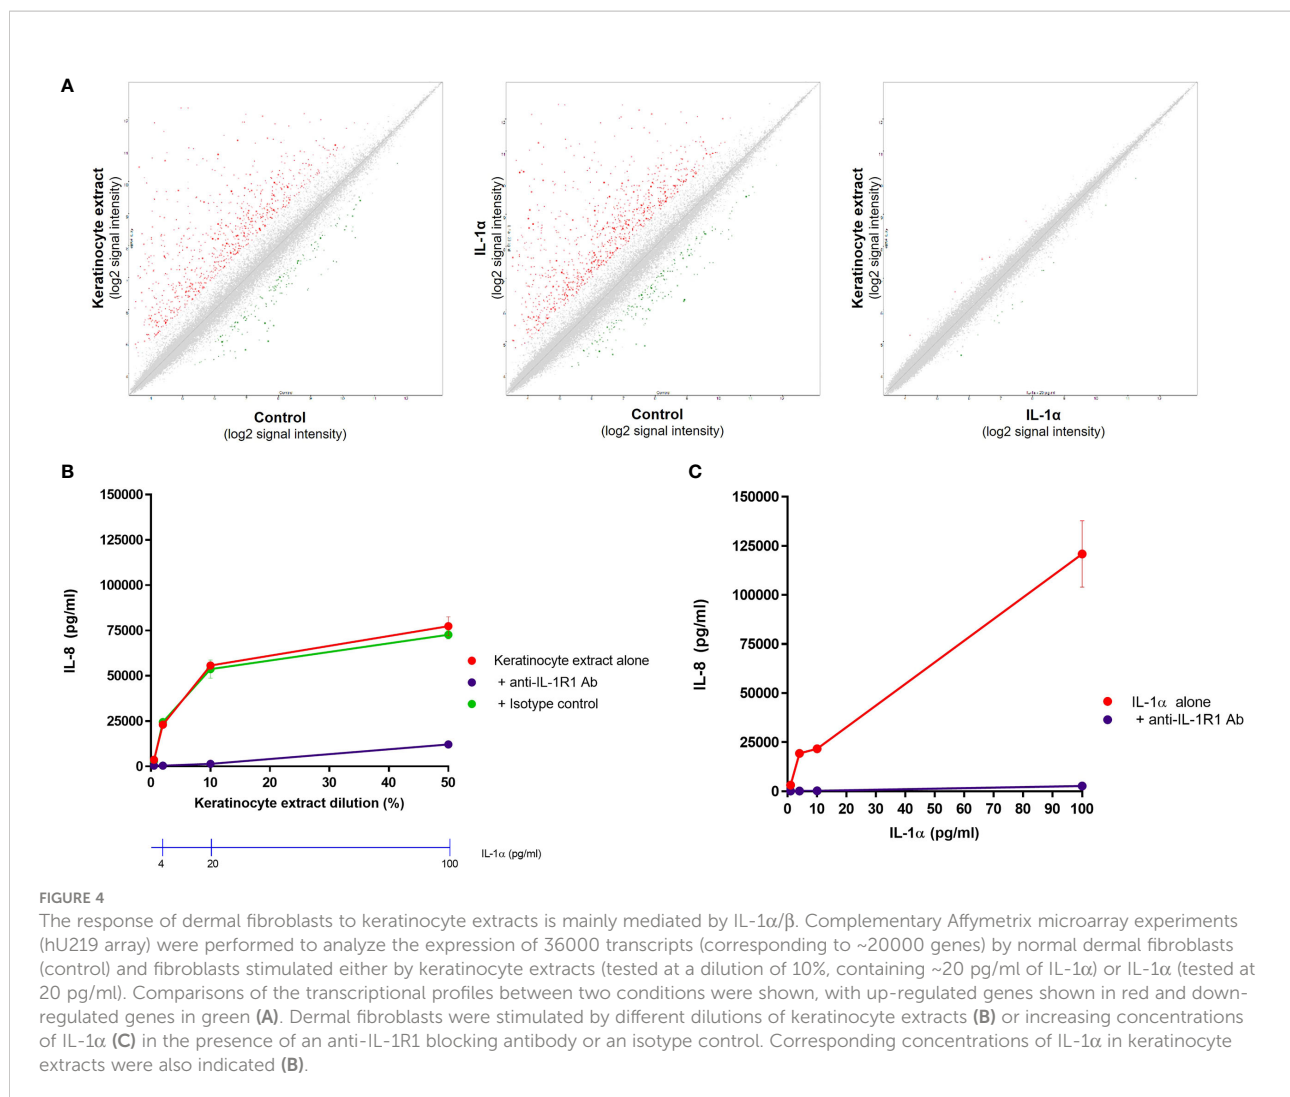 A
Keratinocyte extract
(log2 signal intensity)
Control
(log2 signal intensity)
IL-1α
(log2 signal intensity)
Control
(log2 signal intensity)
Keratinocyte extract
(log2 signal intensity)
IL-1α
(log2 signal intensity)
B
150000
125000
100000
75000
50000
25000
0
IL-8 (pg/ml)
0 10 20 30 40 50
Keratinocyte extract dilution (%)
Keratinocyte extract alone
+ anti-IL-1R1 Ab
+ Isotype control
4 20 100
IL-1α (pg/ml)
C
150000
125000
100000
75000
50000
25000
0
IL-8 (pg/ml)
0 10 20 30 40 50 60 70 80 90 100
IL-1α (pg/ml)
IL-1α alone
+ anti-IL-1R1 Ab
FIGURE 4
The response of dermal fibroblasts to keratinocyte extracts is mainly mediated by IL-1α/β. Complementary Affymetrix microarray experiments
(hU219 array) were performed to analyze the expression of 36000 transcripts (corresponding to ~20000 genes) by normal dermal fibroblasts
(control) and fibroblasts stimulated either by keratinocyte extracts (tested at a dilution of 10%, containing ~20 pg/ml of IL-1α) or IL-1α (tested at
20 pg/ml). Comparisons of the transcriptional profiles between two conditions were shown, with up-regulated genes shown in red and down-
regulated genes in green (A). Dermal fibroblasts were stimulated by different dilutions of keratinocyte extracts (B) or increasing concentrations
of IL-1α (C) in the presence of an anti-IL-1R1 blocking antibody or an isotype control. Corresponding concentrations of IL-1α in keratinocyte
extracts were also indicated (B).